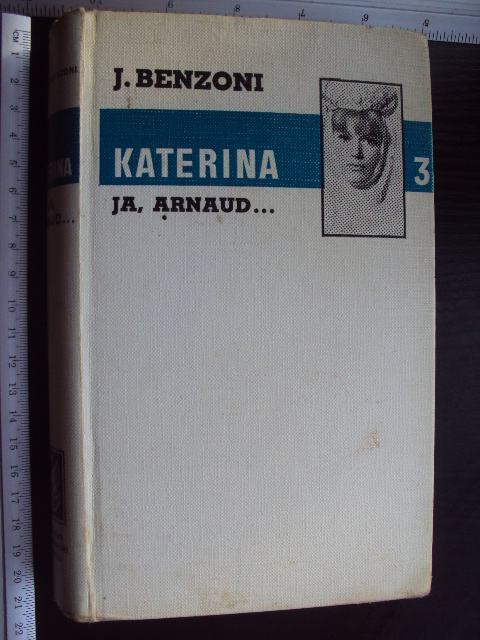 J. BENZONI
KATERINA
3
JA, ARNAUD...